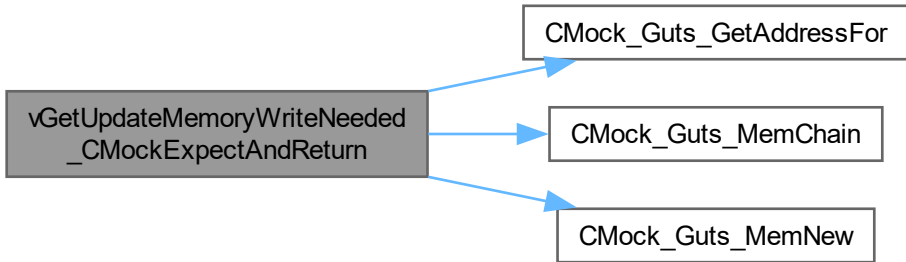 CMock_Guts_GetAddressFor
vGetUpdateMemoryWriteNeeded
_CMockExpectAndReturn
CMock_Guts_MemChain
CMock_Guts_MemNew